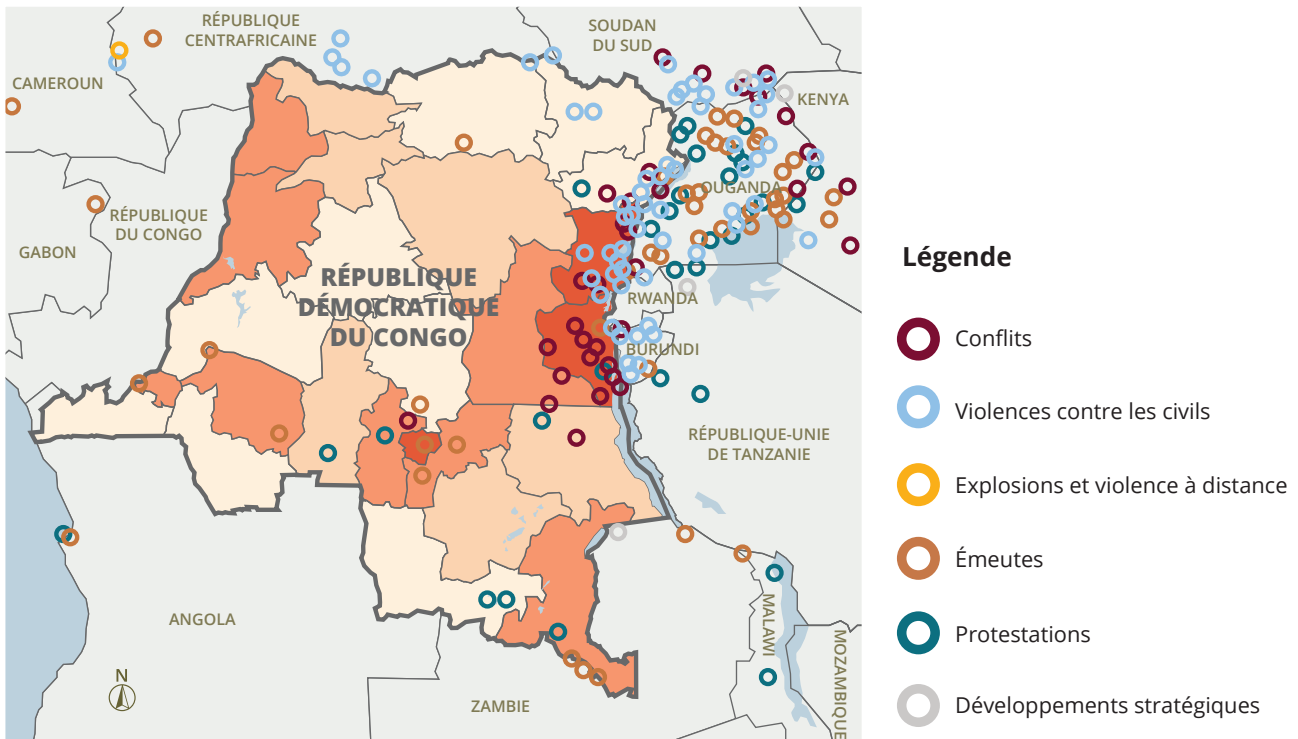 RÉPUBLIQUE
CENTRAFRICAINE
SOUDAN
DU SUD
CAMEROUN
KENYA
OUGANDA
RÉPUBLIQUE
DU CONGO
GABON
RÉPUBLIQUE
DÉMOCRATIQUE
DU CONGO
RWANDA
BURUNDI
RÉPUBLIQUE-UNIE
DE TANZANIE
ANGOLA
MALAWI
MOZAMBIQUE
N
ZAMBIE
Légende
Conflits
Violences contre les civils
Explosions et violence à distance
Émeutes
Protestations
Développements stratégiques